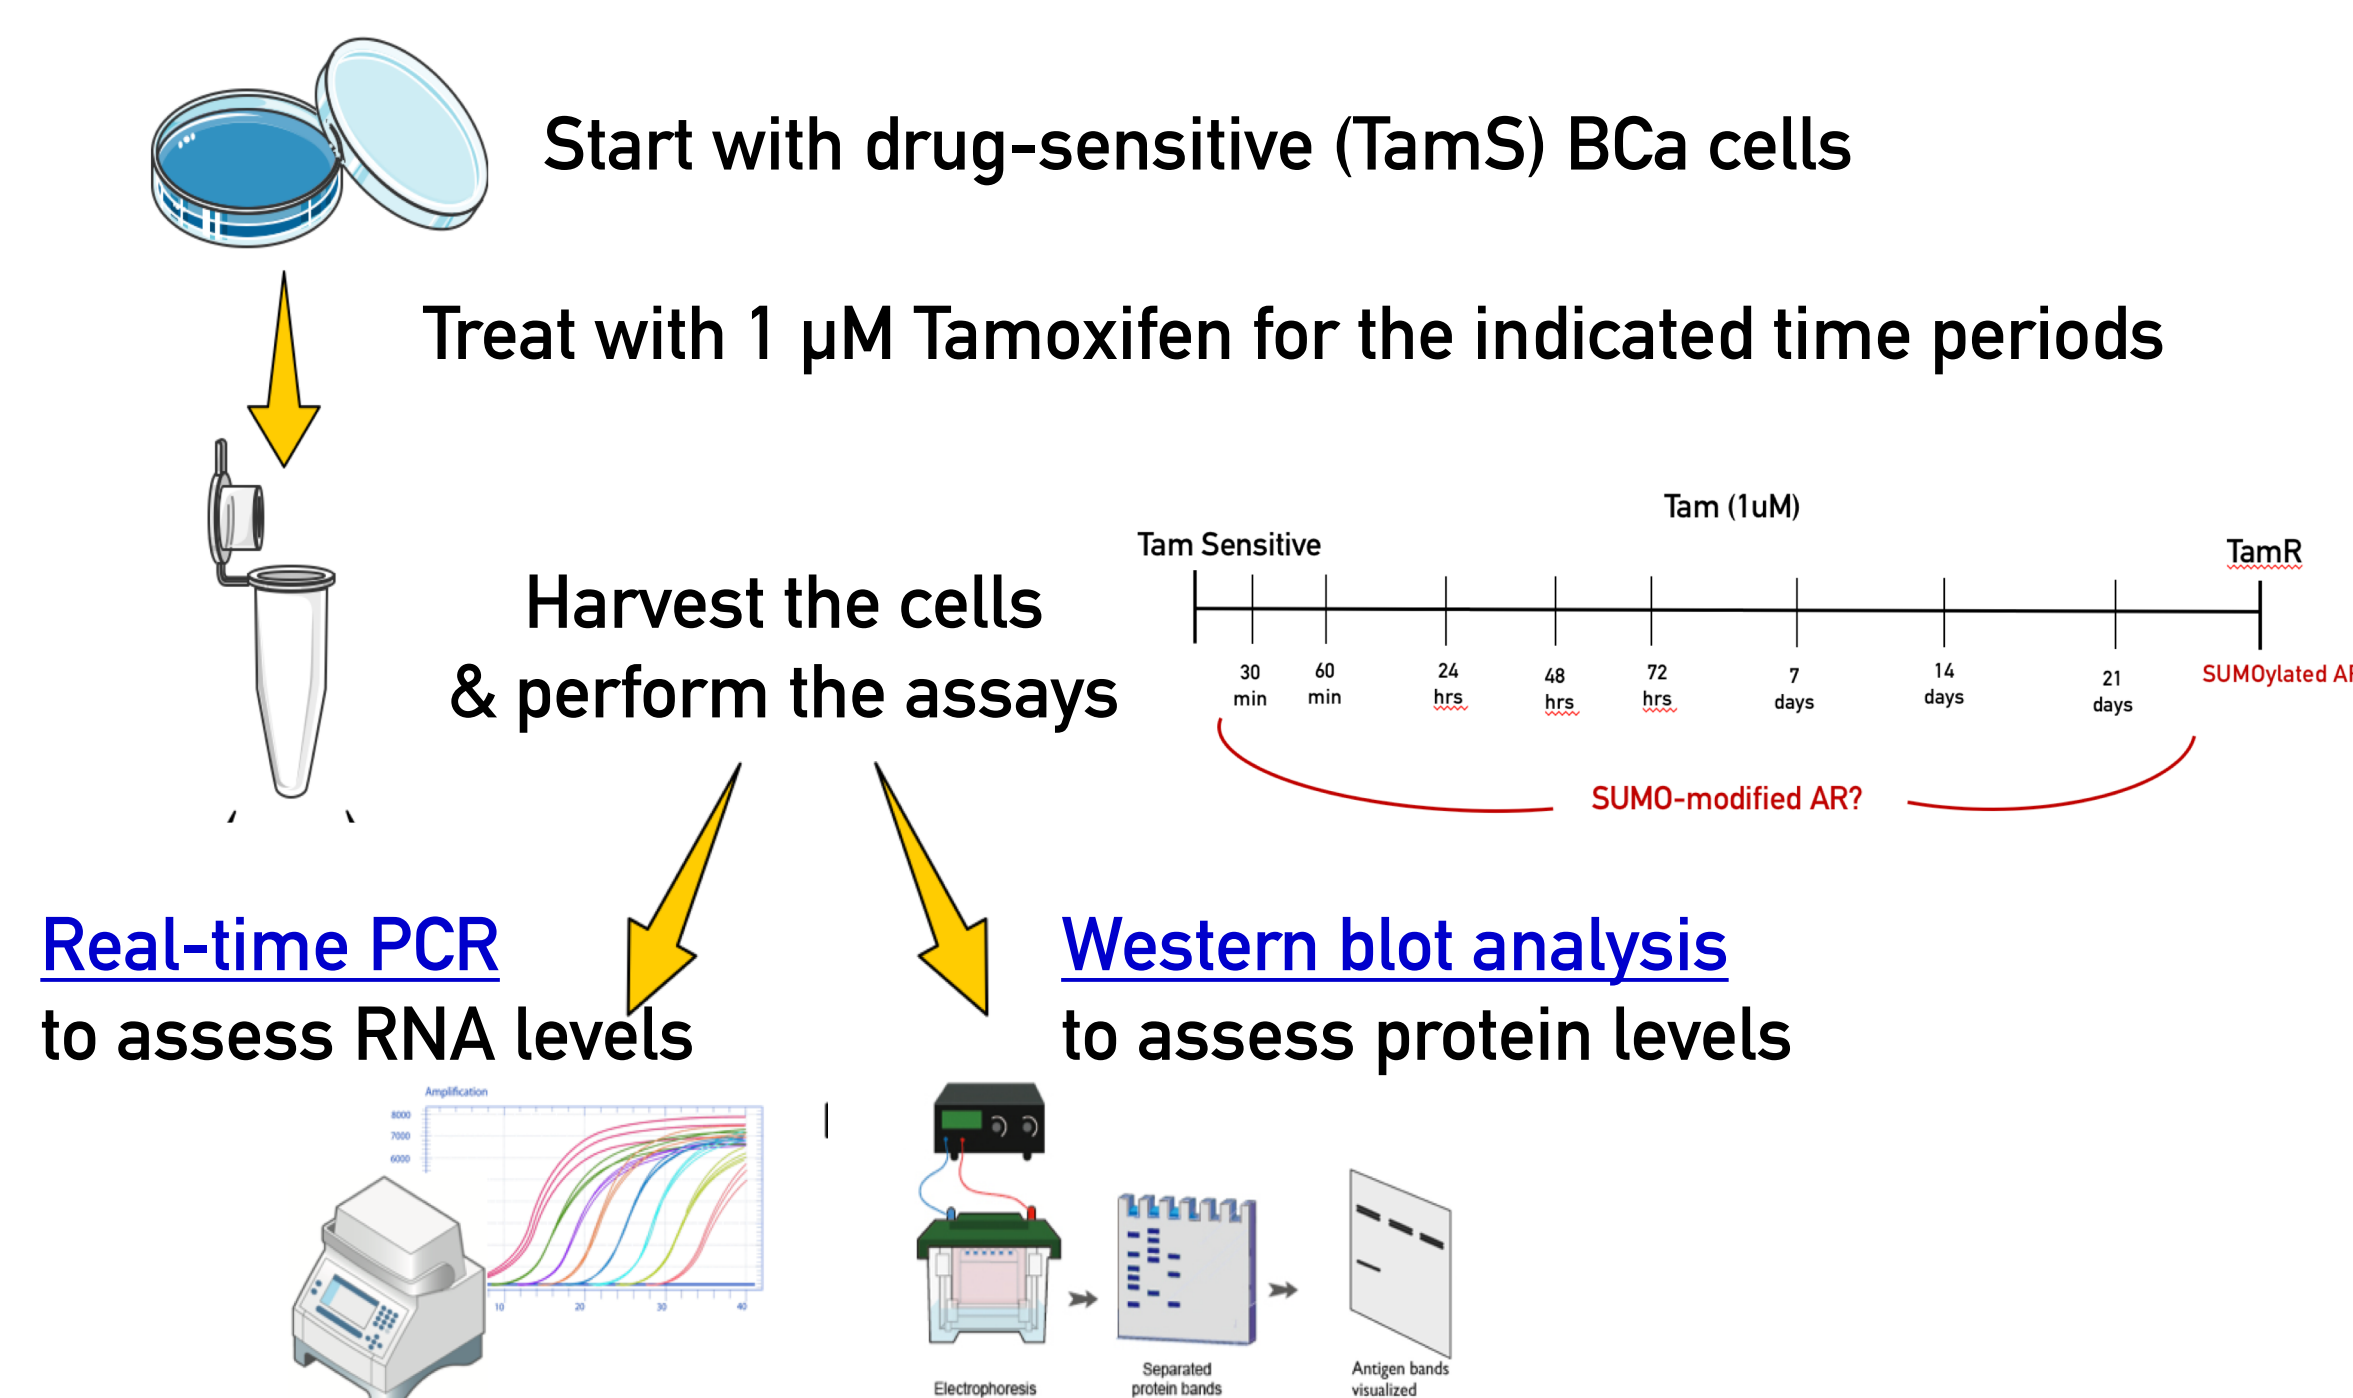 Start with drug-sensitive (TamS) BCa cells
Treat with 1 µM Tamoxifen for the indicated time periods
Harvest the cells
& perform the assays
Tam (1uM)
Tam Sensitive
TamR
30
min
60
min
24
hrs
48
hrs
72
hrs
7
days
14
days
21
days
SUMOylated AR
SUMO-modified AR?
Real-time PCR
to assess RNA levels
Western blot analysis
to assess protein levels
Amplification
8000
7000
6000
10 20 30 40
Electrophoresis
Separated
protein bands
Antigen bands
visualized